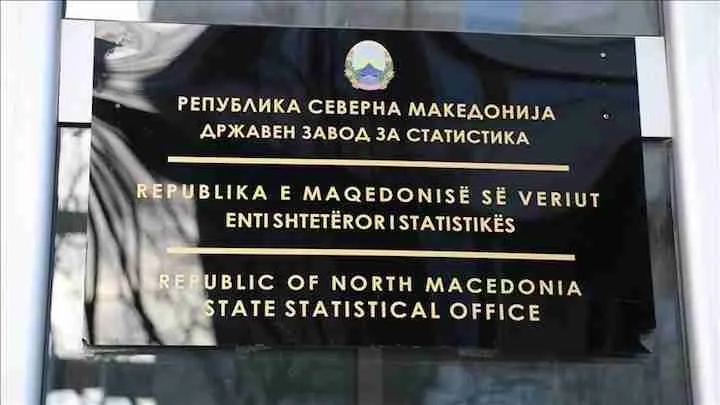 РЕПУБЛИКА СЕВЕРНА МАКЕДОНИЈА
ДРЖАВЕН ЗАВОД ЗА СТАТИСТИКА
REPUBLIKA E MAQEDONISË SË VERIUT
ENTI SHTETËROR I STATISTIKËS
REPUBLIC OF NORTH MACEDONIA
STATE STATISTICAL OFFICE